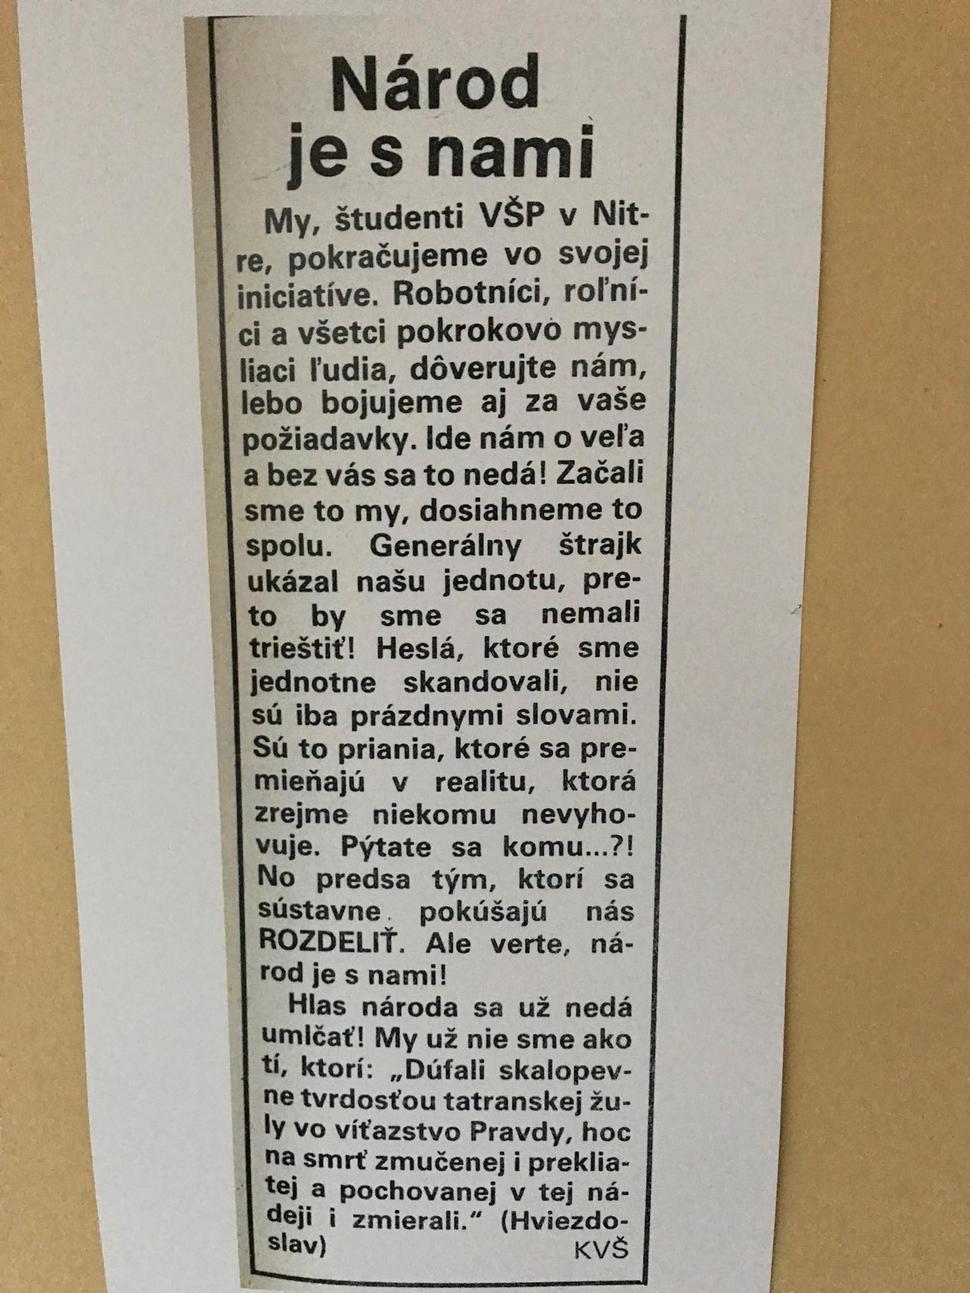 Národ
je s nami
My, študenti VŠP v Nit-
re, pokračujeme vo svojej
iniciatíve. Robotníci, roľní-
ci a všetci pokrokovo mys-
liaci ľudia, dôverujte nám,
lebo bojujeme aj za vaše
požiadavky. Ide nám o veľa
a bez vás sa to nedá! Začali
sme to my, dosiahneme to
spolu. Generálny štrajk
ukázal našu jednotu, pre-
to by sme sa nemali
trieštiť! Heslá, ktoré sme
jednotne skandovali, nie
sú iba prázdnymi slovami.
Sú to priania, ktoré sa pre-
mieňajú v realitu, ktorá
zrejme niekomu nevyho-
vuje. Pýtate sa komu...?!
No predsa tým, ktorí sa
sústavne pokúšajú nás
ROZDELIŤ. Ale verte, ná-
rod je s nami!
Hlas národa sa už nedá
umlčať! My už nie sme ako
tí, ktorí: „Dúfali skalopev-
ne tvrdosťou tatranskej žu-
ly vo víťazstvo Pravdy, hoc
na smrť zmučenej i preklia-
tej a pochovanej v tej ná-
deji i zmierali.“ (Hviezdo-
slav) KVŠ